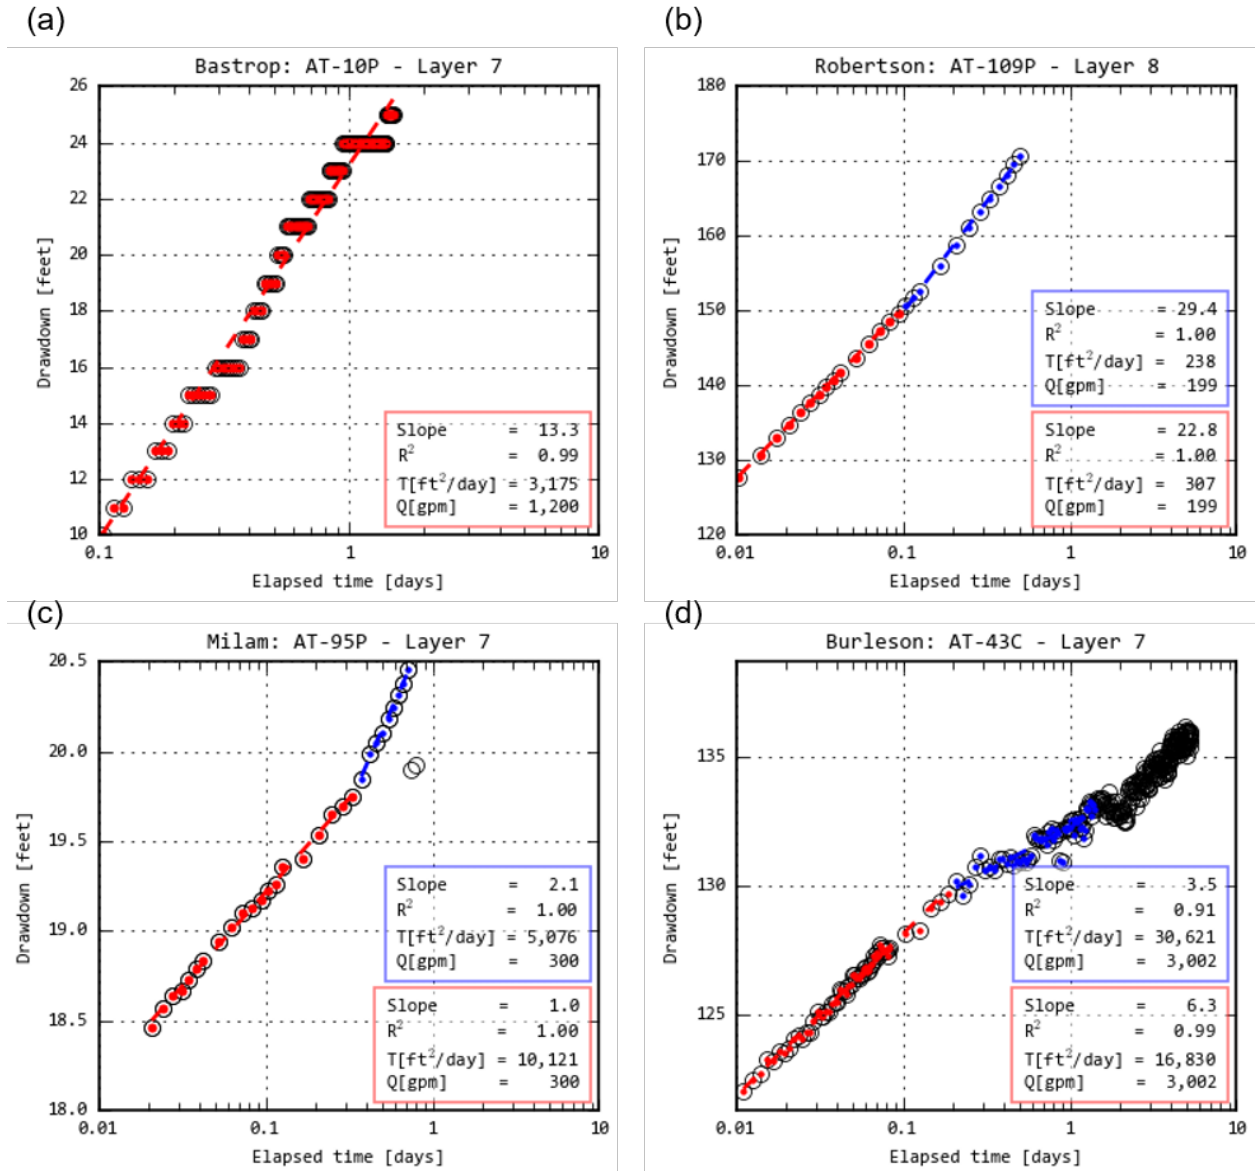 (a)
Bastrop: AT-10P - Layer 7
26
24
22
20
18
16
14
12
10
Drawdown [feet]
Slope = 13.3
R² = 0.99
T[ft²/day] = 3,175
Q[gpm] = 1,200
0.1 1 10
Elapsed time [days]
(b)
Robertson: AT-109P - Layer 8
180
170
160
150
140
130
120
Drawdown [feet]
Slope = 29.4
R² = 1.00
T[ft²/day] = 238
Q[gpm] = 199
Slope = 22.8
R² = 1.00
T[ft²/day] = 307
Q[gpm] = 199
0.01 0.1 1 10
Elapsed time [days]
(c)
Milam: AT-95P - Layer 7
20.5
20.0
19.5
19.0
18.5
18.0
Drawdown [feet]
Slope = 2.1
R² = 1.00
T[ft²/day] = 5,076
Q[gpm] = 300
Slope = 1.0
R² = 1.00
T[ft²/day] = 10,121
Q[gpm] = 300
0.01 0.1 1 10
Elapsed time [days]
(d)
Burleson: AT-43C - Layer 7
135
130
125
Drawdown [feet]
Slope = 3.5
R² = 0.91
T[ft²/day] = 30,621
Q[gpm] = 3,002
Slope = 6.3
R² = 0.99
T[ft²/day] = 16,830
Q[gpm] = 3,002
0.01 0.1 1 10
Elapsed time [days]